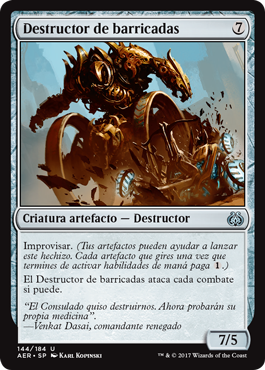 Destructor de barricadas 7
Criatura artefacto — Destructor
Improvisar. (Tus artefactos pueden ayudar a lanzar
este hechizo. Cada artefacto que gires una vez que
termines de activar habilidades de maná paga 1.)
El Destructor de barricadas ataca cada combate
si puede.
"El Consulado quiso destruirnos. Ahora probarán su
propia medicina".
—Venkat Dasai, comandante renegado
7/5
144/184 U
AER • SP KARL KOPINSKI
™ & © 2017 Wizards of the Coast